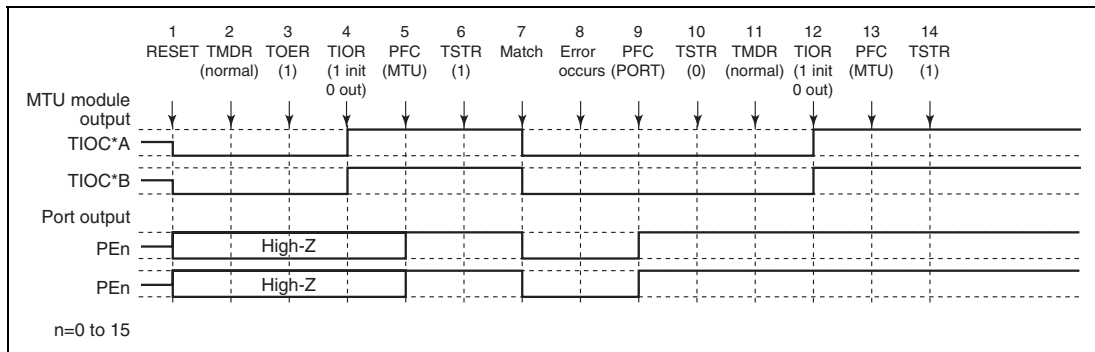 1 2 3 4 5 6 7 8 9 10 11 12 13 14
RESET TMDR TOER TIOR PFC TSTR Match Error PFC TSTR TMDR TIOR PFC TSTR
(normal) (1) (1 init (MTU) (1) occurs (PORT) (0) (normal) (1 init (MTU) (1)
0 out) 0 out)
MTU module
output
TIOC*A
TIOC*B
Port output
PEn High-Z
PEn High-Z
n=0 to 15